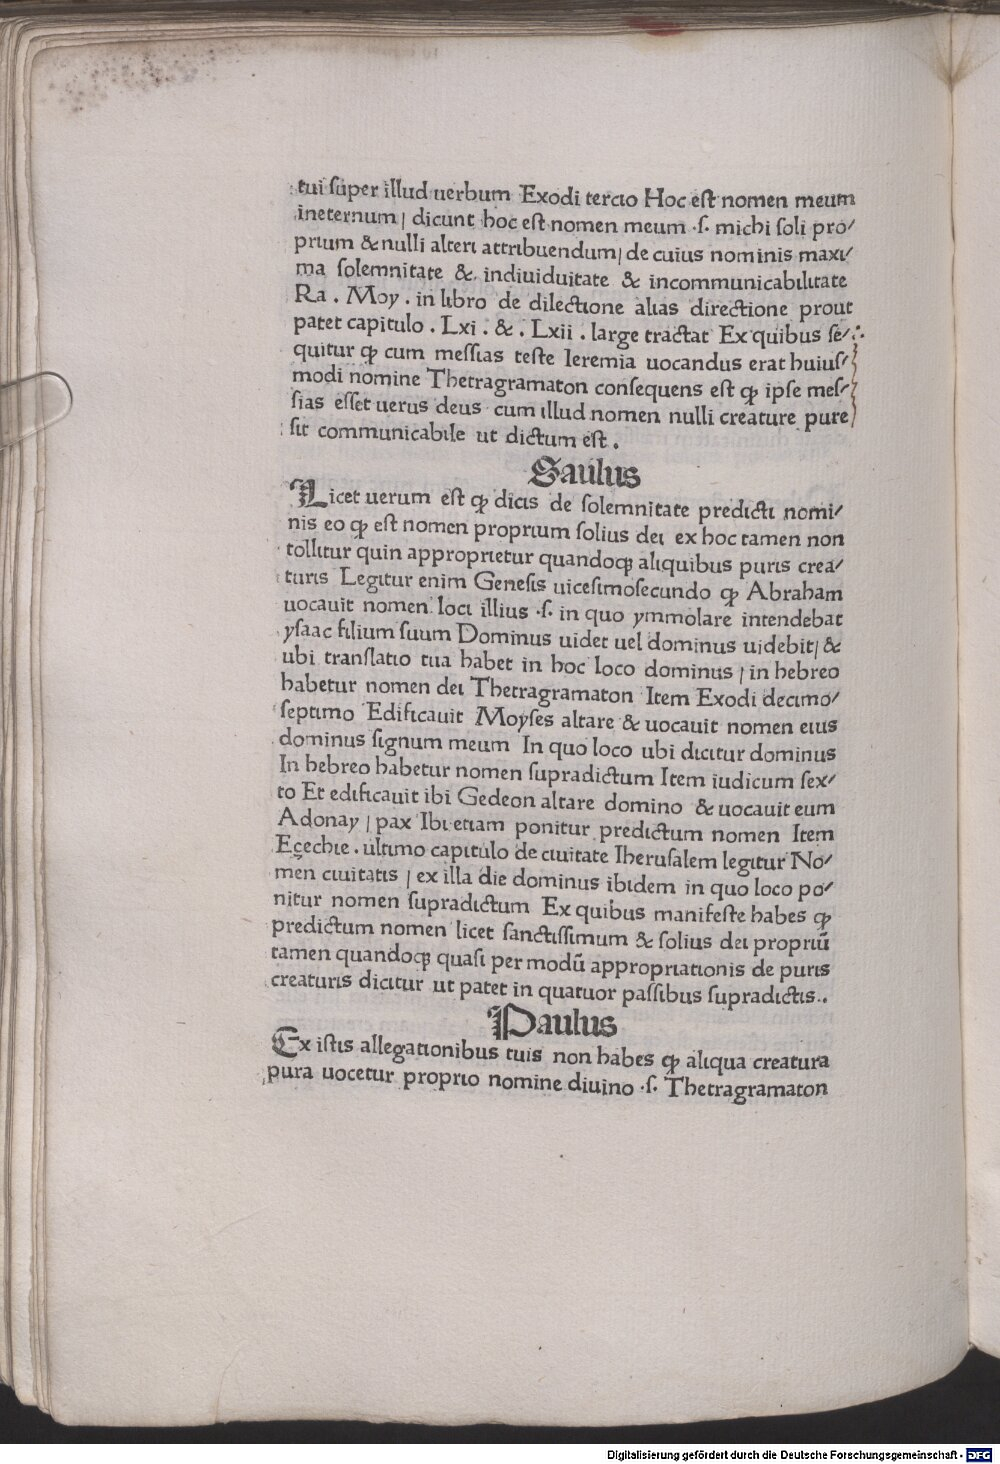 tui ſuper illud uerbum Exodi tercio Hoc eſt nomen meum
ineternum / dicunt hoc eſt nomen meum .ſ. michi ſoli pro/
prium & nulli alteri attribuendum / de cuius nominis maxi/
ma ſolemnitate & indiuiduitate & incommunicabilitate
Ra . Moy . in libro de dilectione alias directione prout
patet capitulo . Lxi . & . Lxii . large tractat Ex quibus ſe/
quitur ꝙ cum meſſias teſte Ieremia uocandus erat huiuſ/
modi nomine Thetragramaton conſequens eſt ꝙ ipſe meſ/
ſias eſſet uerus deus cum illud nomen nulli creature pure
ſit communicabile ut dictum eſt .
Saulus
Licet uerum eſt ꝙ dicis de ſolemnitate predicti nomi/
nis eo ꝙ eſt nomen proprium ſolius dei ex hoc tamen non
tollitur quin approprietur quandoqꝫ aliquibus puris crea/
turis Legitur enim Geneſis uiceſimoſecundo ꝙ Abraham
uocauit nomen loci illius .ſ. in quo ymmolare intendebat
yſaac filium ſuum Dominus uidet uel dominus uidebit / &
ubi tranſlatio tua habet in hoc loco dominus / in hebreo
habetur nomen dei Thetragramaton Item Exodi decimo/
ſeptimo Edificauit Moyſes altare & uocauit nomen eius
dominus ſignum meum In quo loco ubi dicitur dominus
In hebreo habetur nomen ſupradictum Item iudicum ſex/
to Et edificauit ibi Gedeon altare domino & uocauit eum
Adonay / pax Ibi etiam ponitur predictum nomen Item
Eçechie . ultimo capitulo de ciuitate Iheruſalem legitur No/
men ciuitatis / ex illa die dominus ibidem in quo loco po/
nitur nomen ſupradictum Ex quibus manifeſte habes ꝙ
predictum nomen licet ſanctiſſimum & ſolius dei propriū
tamen quandoqꝫ quaſi per modū appropriationis de puris
creaturis dicitur ut patet in quatuor paſſibus ſupradictis..
Paulus
Ex iſtis allegationibus tuis non habes ꝙ aliqua creatura
pura uocetur proprio nomine diuino .ſ. Thetragramaton
Digitalisierung gefördert durch die Deutsche Forschungsgemeinschaft - DFG